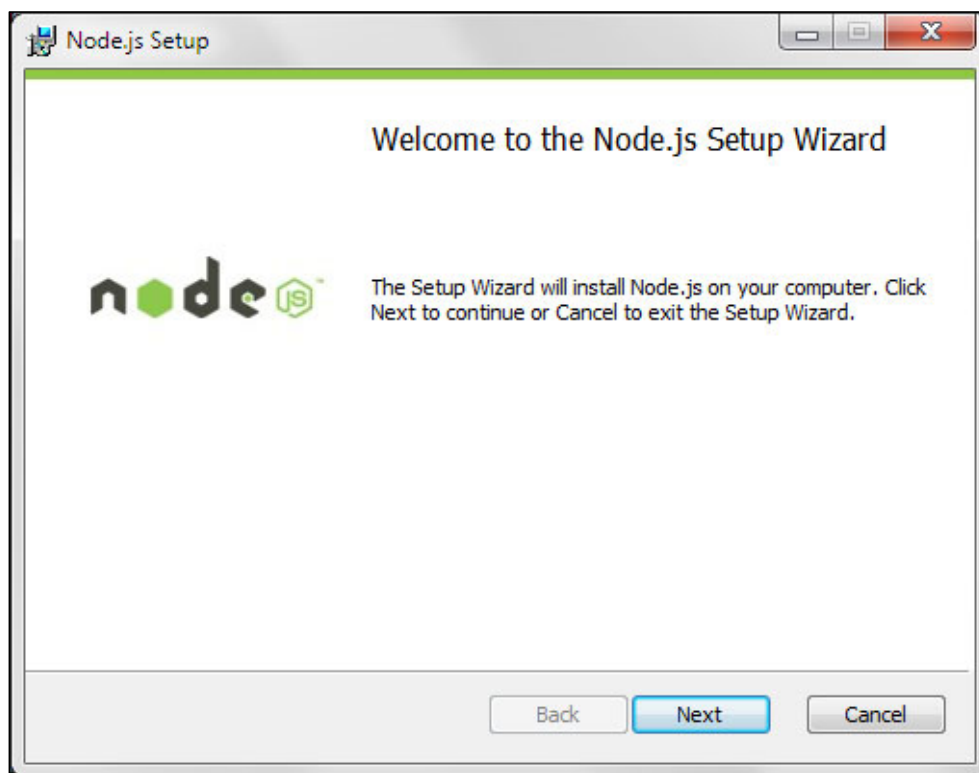 Node.js Setup
Welcome to the Node.js Setup Wizard
node JS™
The Setup Wizard will install Node.js on your computer. Click
Next to continue or Cancel to exit the Setup Wizard.
Back Next Cancel